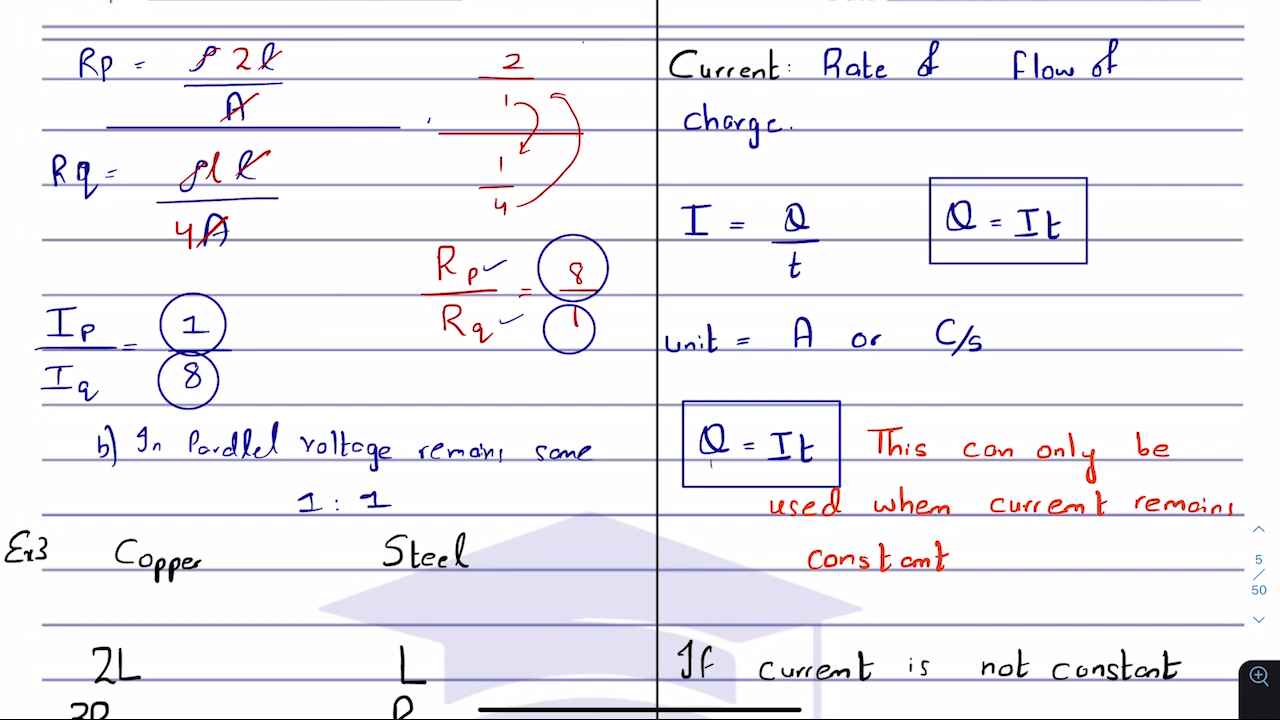 Rp = ρ 2 l
A
Rq = ρ l l
4A
2
1
1
4
Rp = 8
Rq 1
Ip = 1
Iq 8
b) In Parallel voltage remains same
1 : 1
Ex3 Copper Steel
2L L
Current: Rate of flow of
charge.
I = Q
t
Q = It
unit = A or C/s
Q = It This can only be
used when current remains
constant
If current is not constant
5
/
50